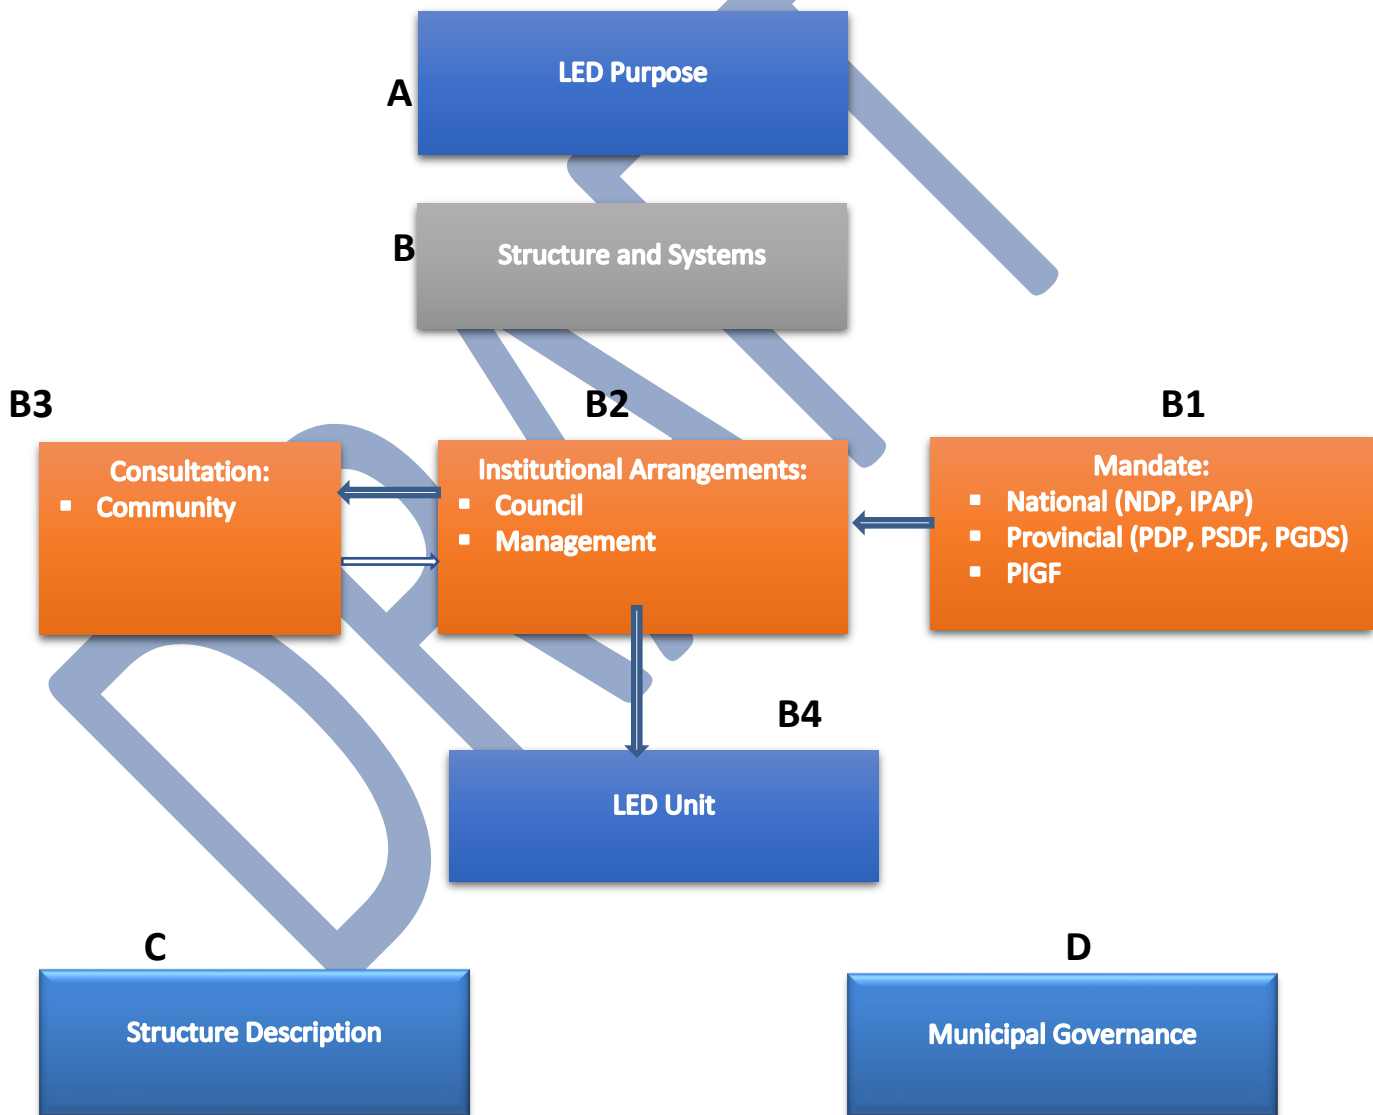 LED Purpose
A
Structure and Systems
B
B3
B2
B1
Consultation:
▪ Community
Institutional Arrangements:
▪ Council
▪ Management
Mandate:
▪ National (NDP, IPAP)
▪ Provincial (PDP, PSDF, PGDS)
▪ PIGF
B4
LED Unit
C
D
Structure Description
Municipal Governance
DRAFT